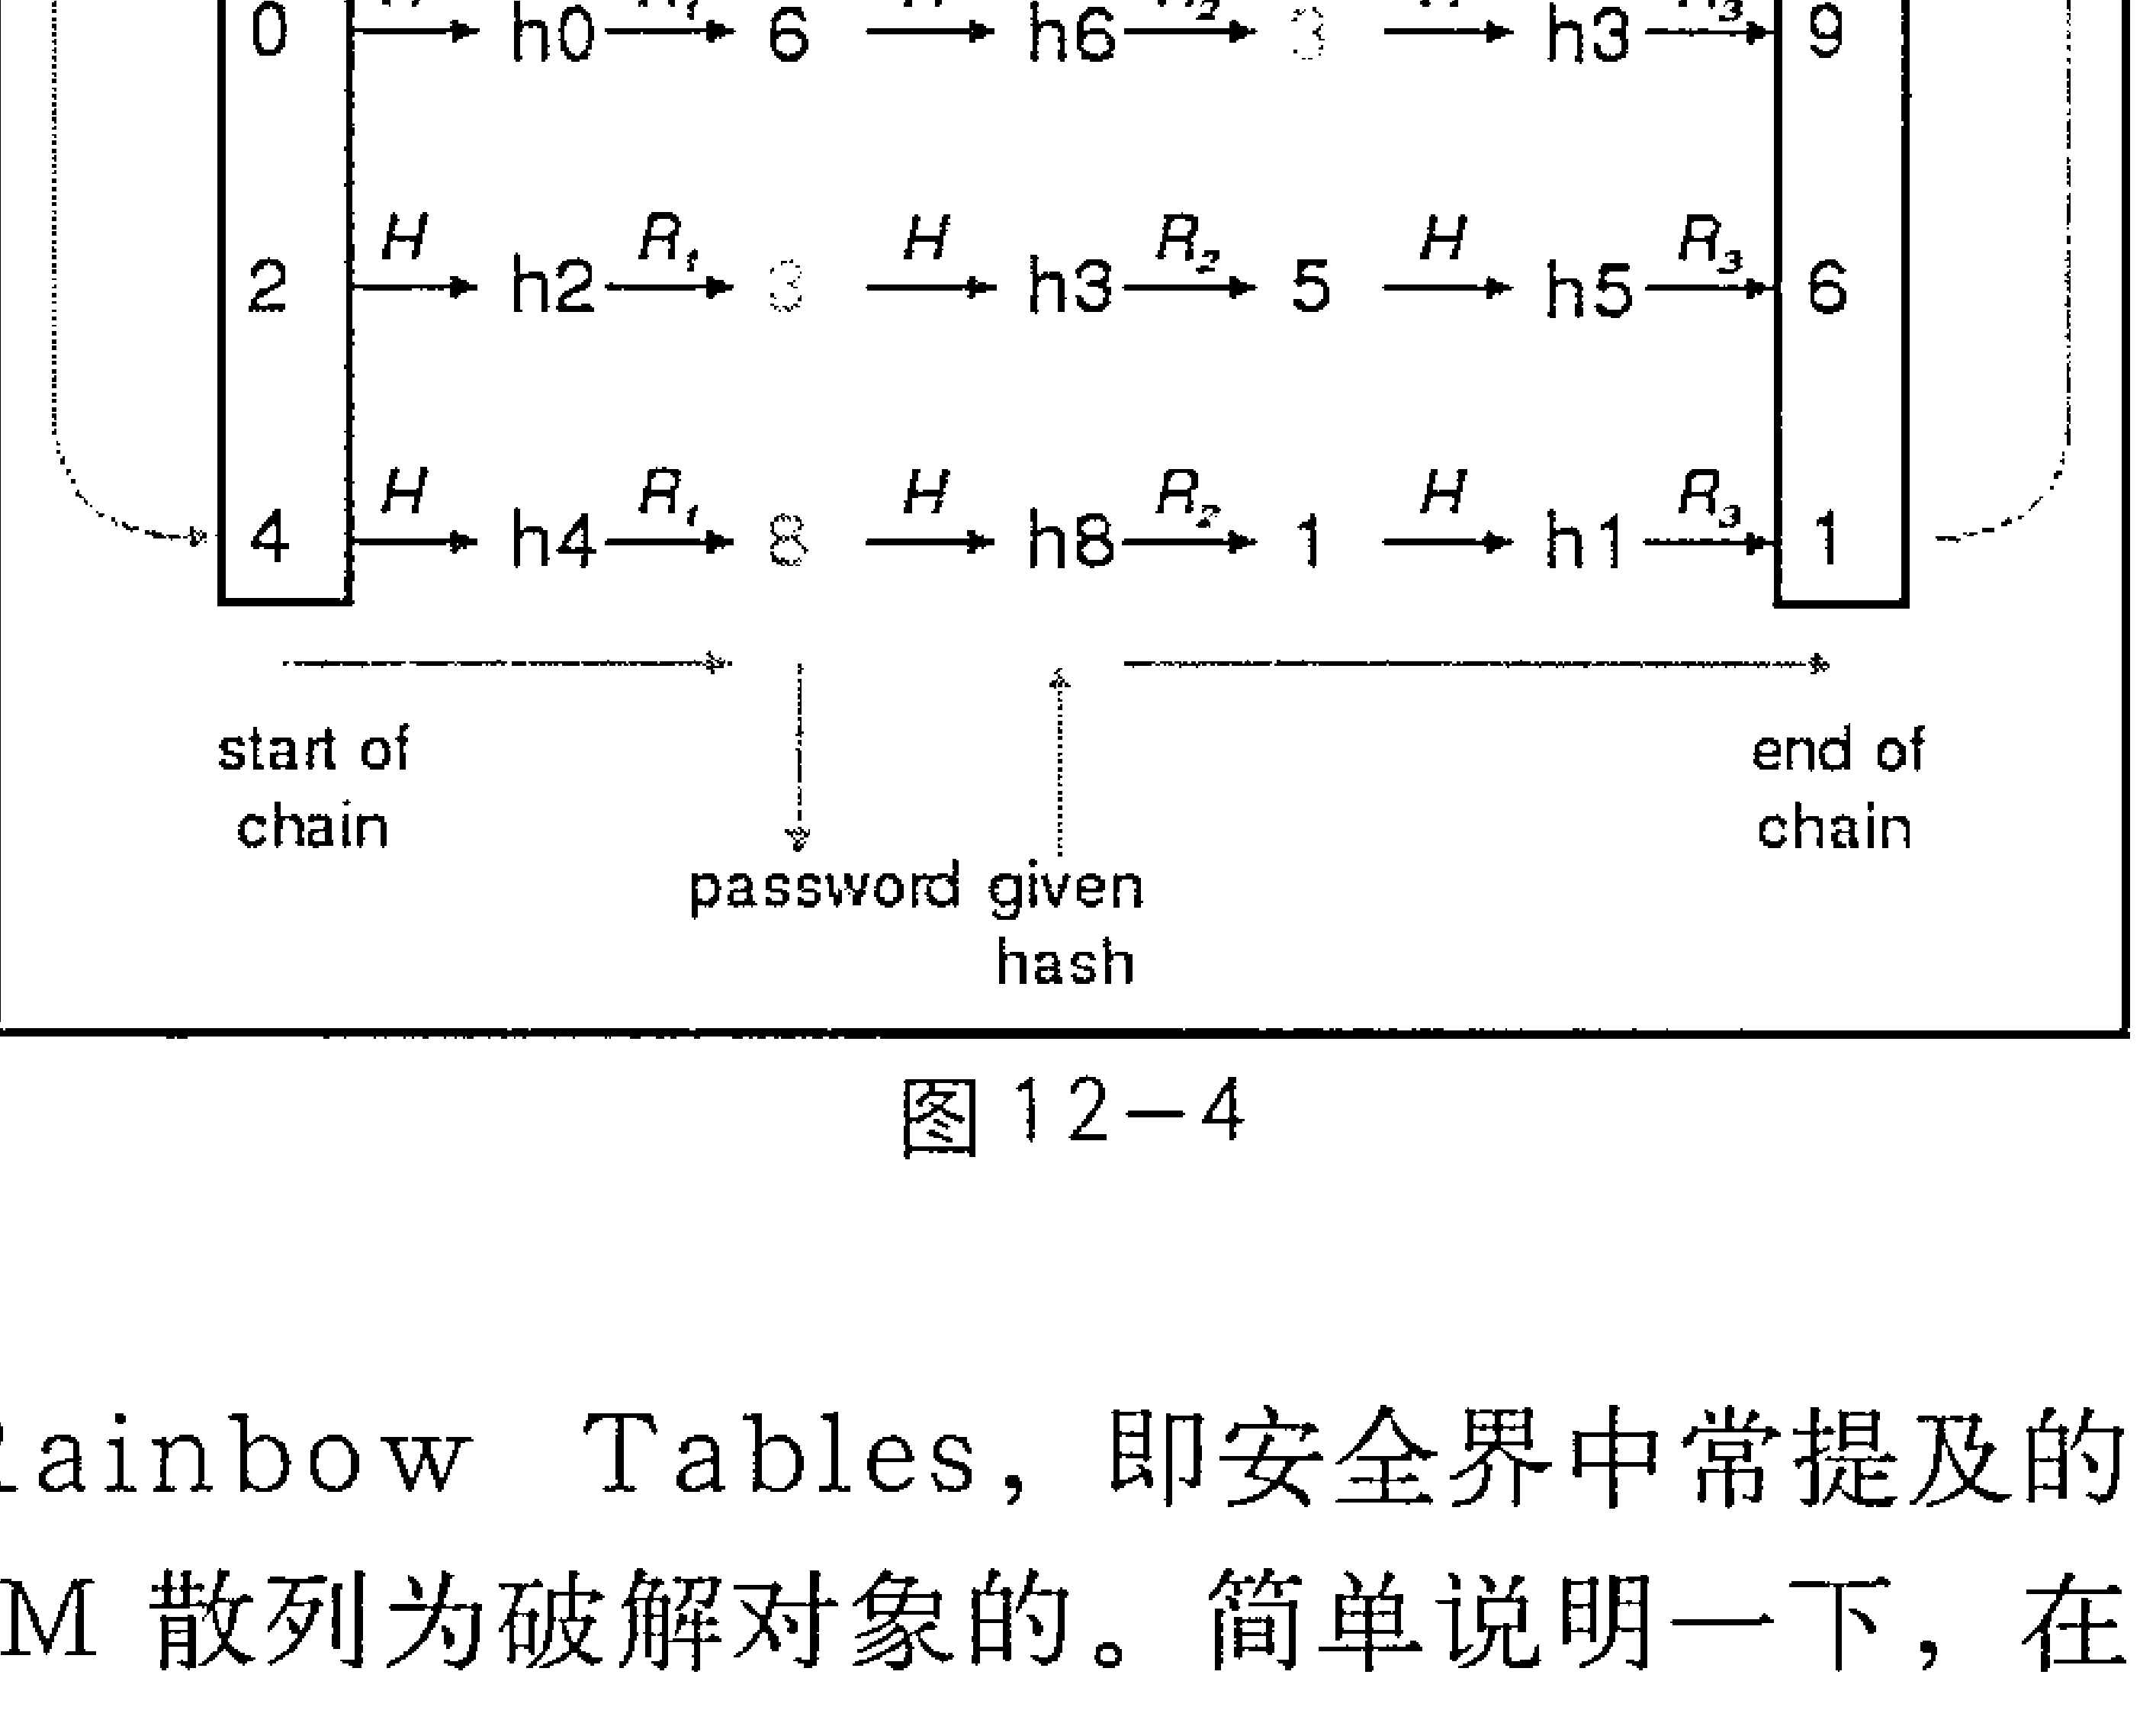 0 h0 6 h6 3 h3 9
H R₁ H R₂ H R₃
2 h2 3 h3 5 h5 6
H R₁ H R₂ H R₃
4 h4 8 h8 1 h1 1
start of chain
end of chain
password given hash
图 12-4
Tables, 即安全界中常提及的
M 散列为破解对象的。简单说明一下, 在